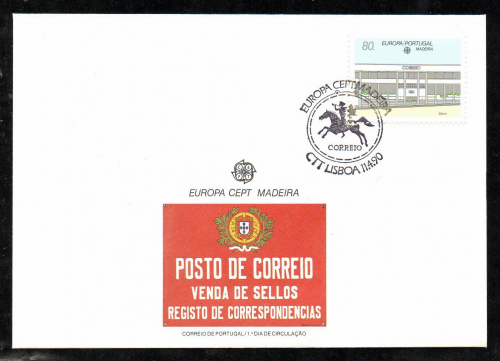 80.
EUROPA/PORTUGAL
MADEIRA
CORREIO
EUROPA CEPT MADEIRA
CORREIO
CTT LISBOA 11.4.90
EUROPA CEPT MADEIRA
POSTO DE CORREIO
VENDA DE SELLOS
REGISTO DE CORRESPONDENCIAS
CORREIO DE PORTUGAL/1.º DIA DE CIRCULAÇÃO